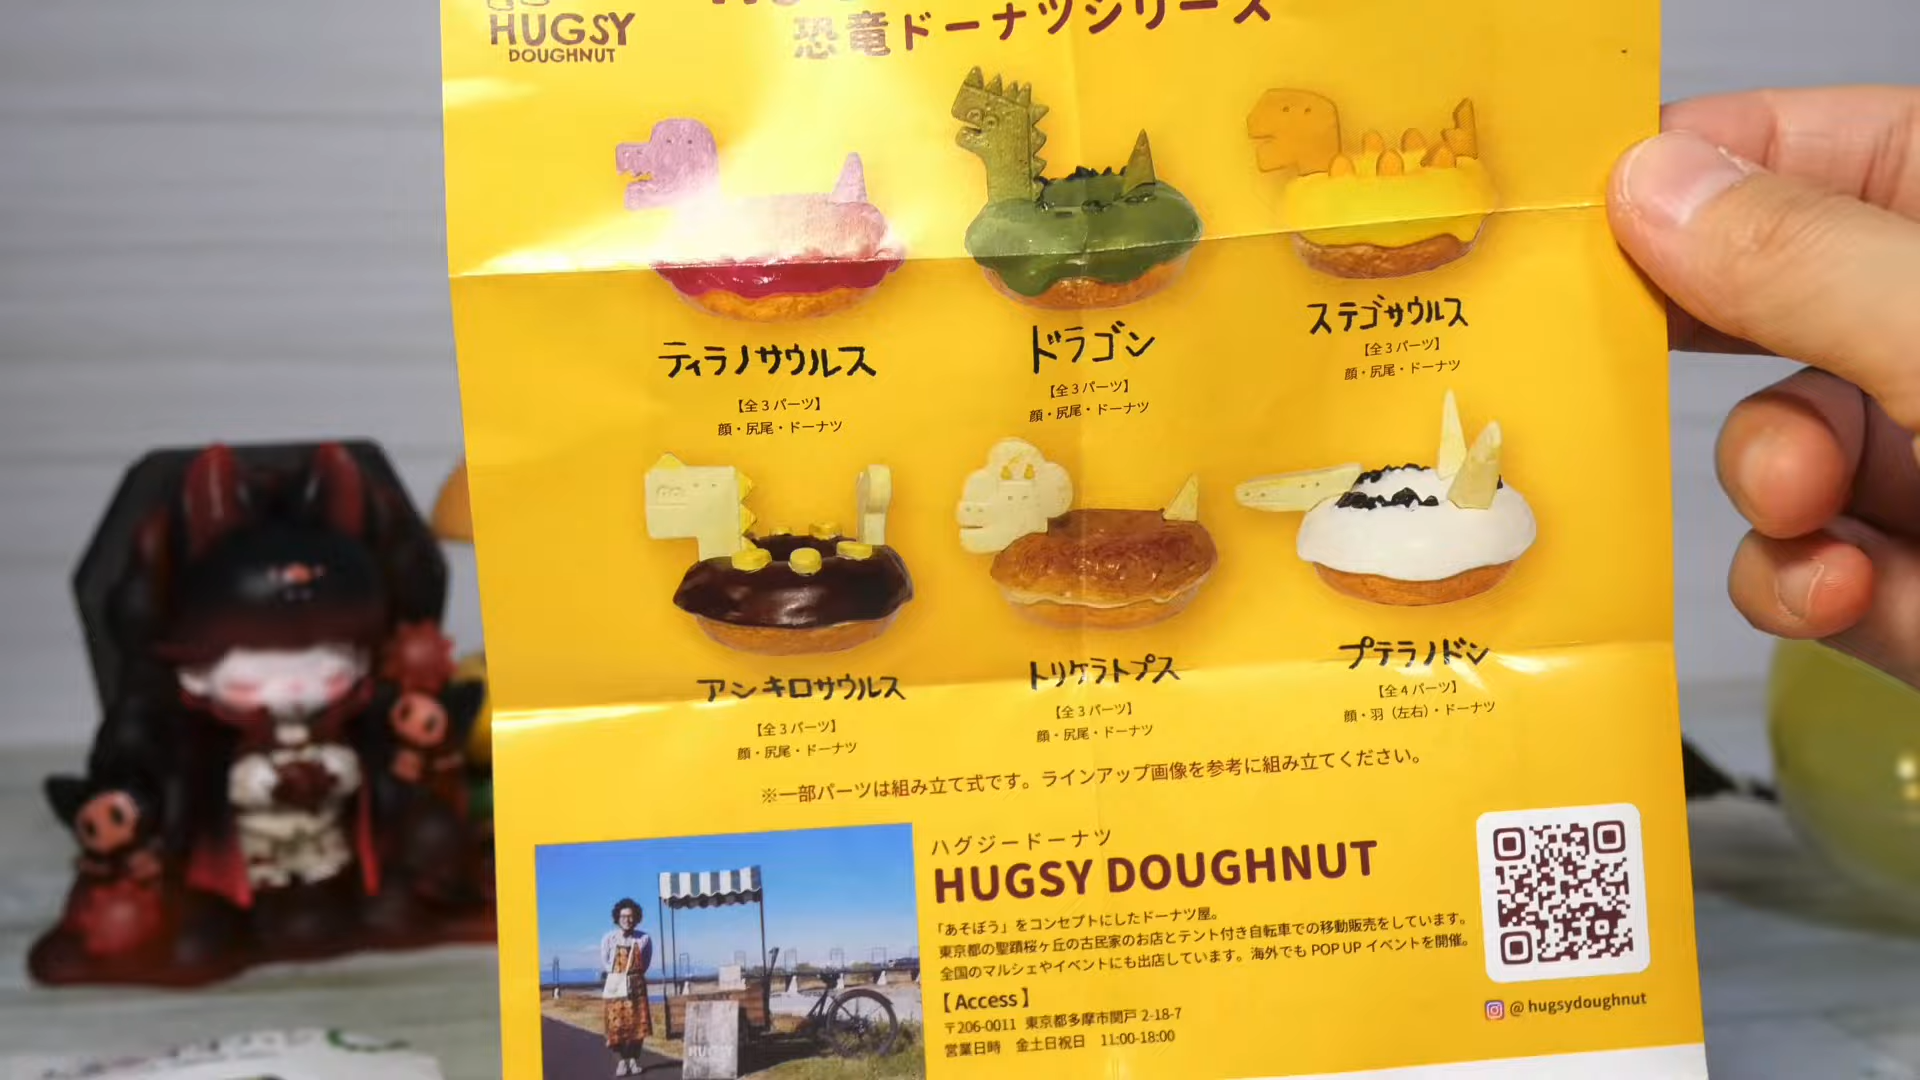 HUGSY
DOUGHNUT
恐竜ドーナツシリーズ
ティラノサウルス
【全3パーツ】
顔・尻尾・ドーナツ
ドラゴン
【全3パーツ】
顔・尻尾・ドーナツ
ステゴサウルス
【全3パーツ】
顔・尻尾・ドーナツ
アンキロサウルス
【全3パーツ】
顔・尻尾・ドーナツ
トリケラトプス
【全3パーツ】
顔・尻尾・ドーナツ
プテラノドン
【全4パーツ】
顔・羽（左右）・ドーナツ
※一部パーツは組み立て式です。ラインアップ画像を参考に組み立てください。
ハグジードーナツ
HUGSY DOUGHNUT
「あそぼう」をコンセプトにしたドーナツ屋。
東京都の聖蹟桜ヶ丘の古民家のお店とテント付き自転車での移動販売をしています。
全国のマルシェやイベントにも出店しています。海外でも POP UP イベントを開催。
【Access】
〒206-0011 東京都多摩市関戸 2-18-7
営業日時 金土日祝日 11:00-18:00
@hugsydoughnut
HUGSY